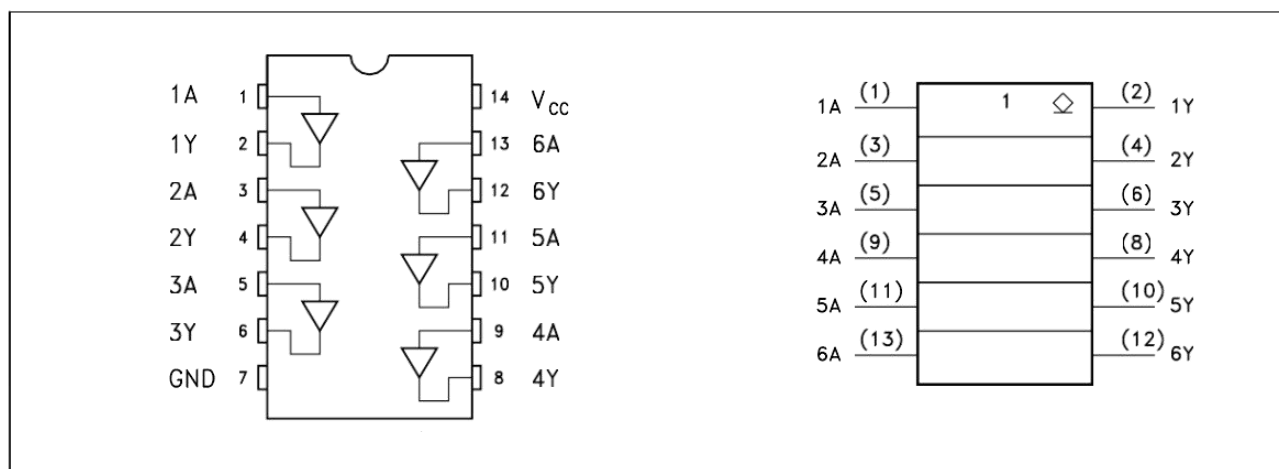 1A 1 14 VCC
1Y 2 13 6A
2A 3 12 6Y
2Y 4 11 5A
3A 5 10 5Y
3Y 6 9 4A
GND 7 8 4Y
1
1A (1) (2) 1Y
2A (3) (4) 2Y
3A (5) (6) 3Y
4A (9) (8) 4Y
5A (11) (10) 5Y
6A (13) (12) 6Y